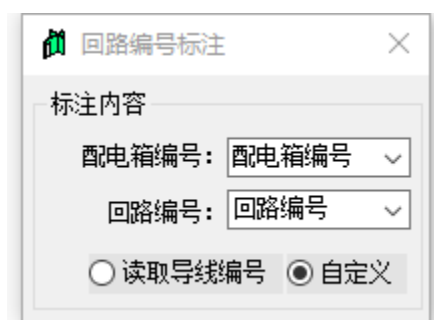 回路编号标注
标注内容
配电箱编号： 配电箱编号
回路编号： 回路编号
读取导线编号 自定义